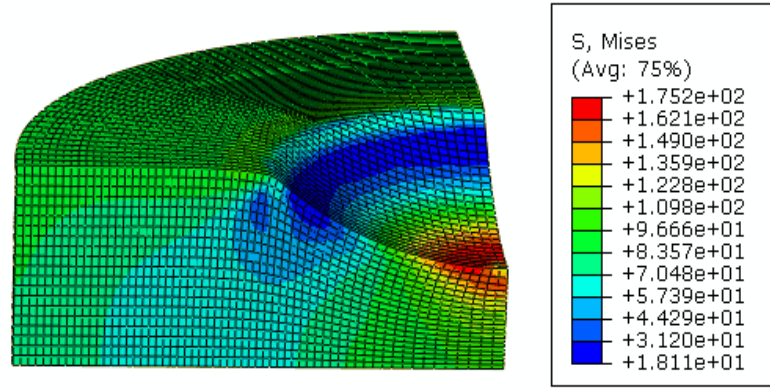 S, Mises
(Avg: 75%)
+1.752e+02
+1.621e+02
+1.490e+02
+1.359e+02
+1.228e+02
+1.098e+02
+9.666e+01
+8.357e+01
+7.048e+01
+5.739e+01
+4.429e+01
+3.120e+01
+1.811e+01